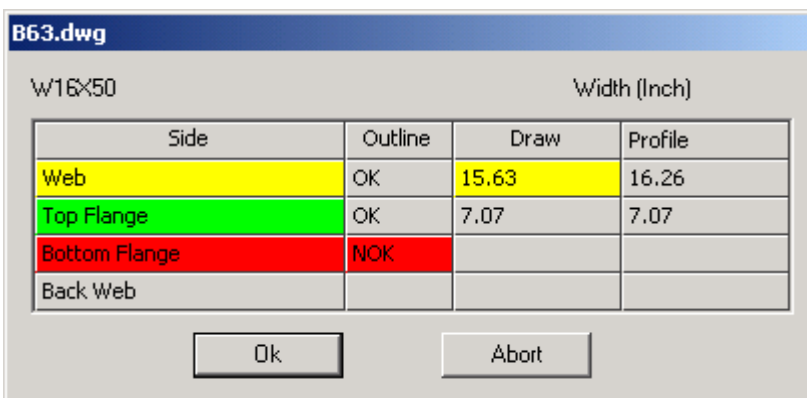 B63.dwg
W16X50 Width (Inch)
Side Outline Draw Profile
Web OK 15.63 16.26
Top Flange OK 7.07 7.07
Bottom Flange NOK
Back Web
Ok Abort